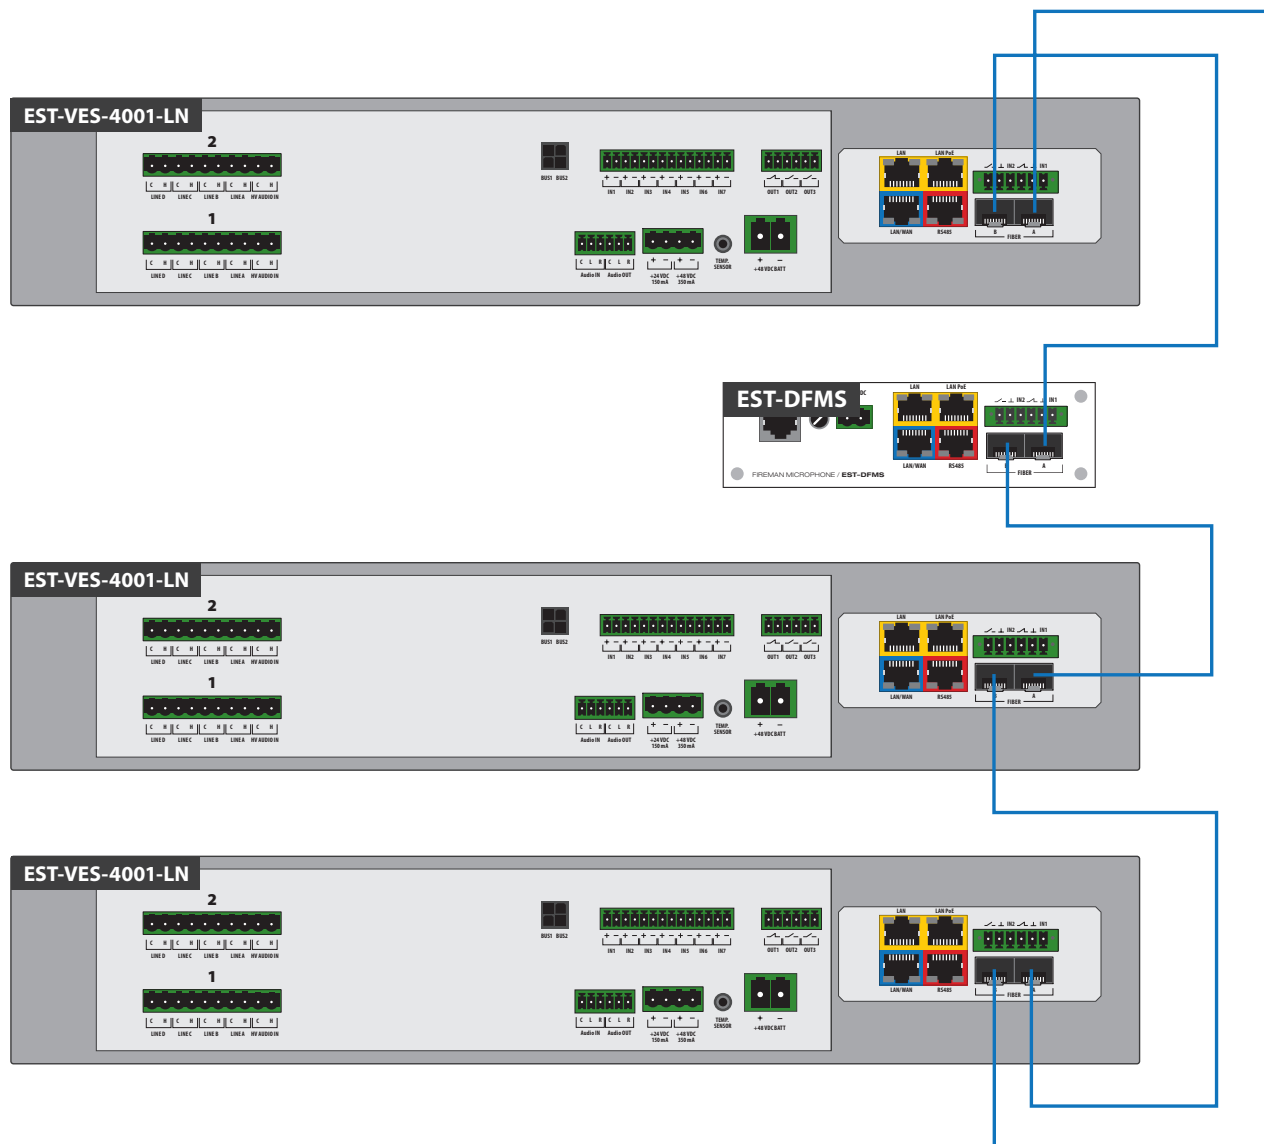 EST-VES-4001-LN
2
C H C H C H C H C H
LINE D LINE C LINE B LINE A HV AUDIO IN
1
C H C H C H C H C H
LINE D LINE C LINE B LINE A HV AUDIO IN
BUS1 BUS2
+ − + − + − + − + − + − + −
IN1 IN2 IN3 IN4 IN5 IN6 IN7
OUT1 OUT2 OUT3
C L R C L R
Audio IN Audio OUT
+ − + −
+24 VDC +48 VDC
150 mA 350 mA
TEMP.
SENSOR
+ −
+48 VDC BATT
LAN LAN PoE
LAN/WAN RS485
IN2 IN1
B A
FIBER
EST-DFMS
DC
LAN LAN PoE
LAN/WAN RS485
IN2 IN1
A
FIBER
FIREMAN MICROPHONE / EST-DFMS
EST-VES-4001-LN
2
C H C H C H C H C H
LINE D LINE C LINE B LINE A HV AUDIO IN
1
C H C H C H C H C H
LINE D LINE C LINE B LINE A HV AUDIO IN
BUS1 BUS2
+ − + − + − + − + − + − + −
IN1 IN2 IN3 IN4 IN5 IN6 IN7
OUT1 OUT2 OUT3
C L R C L R
Audio IN Audio OUT
+ − + −
+24 VDC +48 VDC
150 mA 350 mA
TEMP.
SENSOR
+ −
+48 VDC BATT
LAN LAN PoE
LAN/WAN RS485
IN2 IN1
A
FIBER
EST-VES-4001-LN
2
C H C H C H C H C H
LINE D LINE C LINE B LINE A HV AUDIO IN
1
C H C H C H C H C H
LINE D LINE C LINE B LINE A HV AUDIO IN
BUS1 BUS2
+ − + − + − + − + − + − + −
IN1 IN2 IN3 IN4 IN5 IN6 IN7
OUT1 OUT2 OUT3
C L R C L R
Audio IN Audio OUT
+ − + −
+24 VDC +48 VDC
150 mA 350 mA
TEMP.
SENSOR
+ −
+48 VDC BATT
LAN LAN PoE
LAN/WAN RS485
IN2 IN1
FIBER